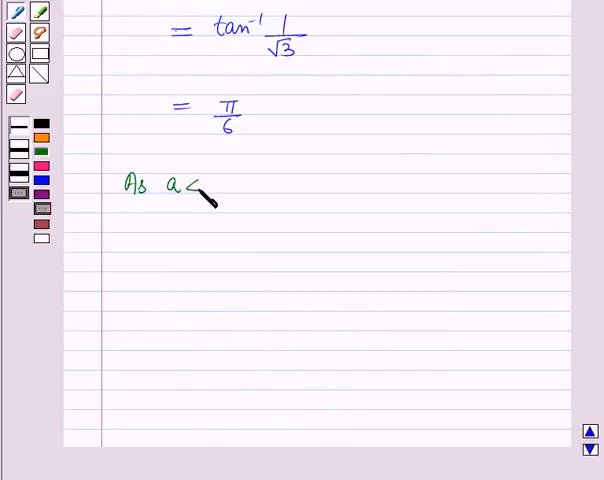 = tan⁻¹ 1/√3
= π/6
As a <